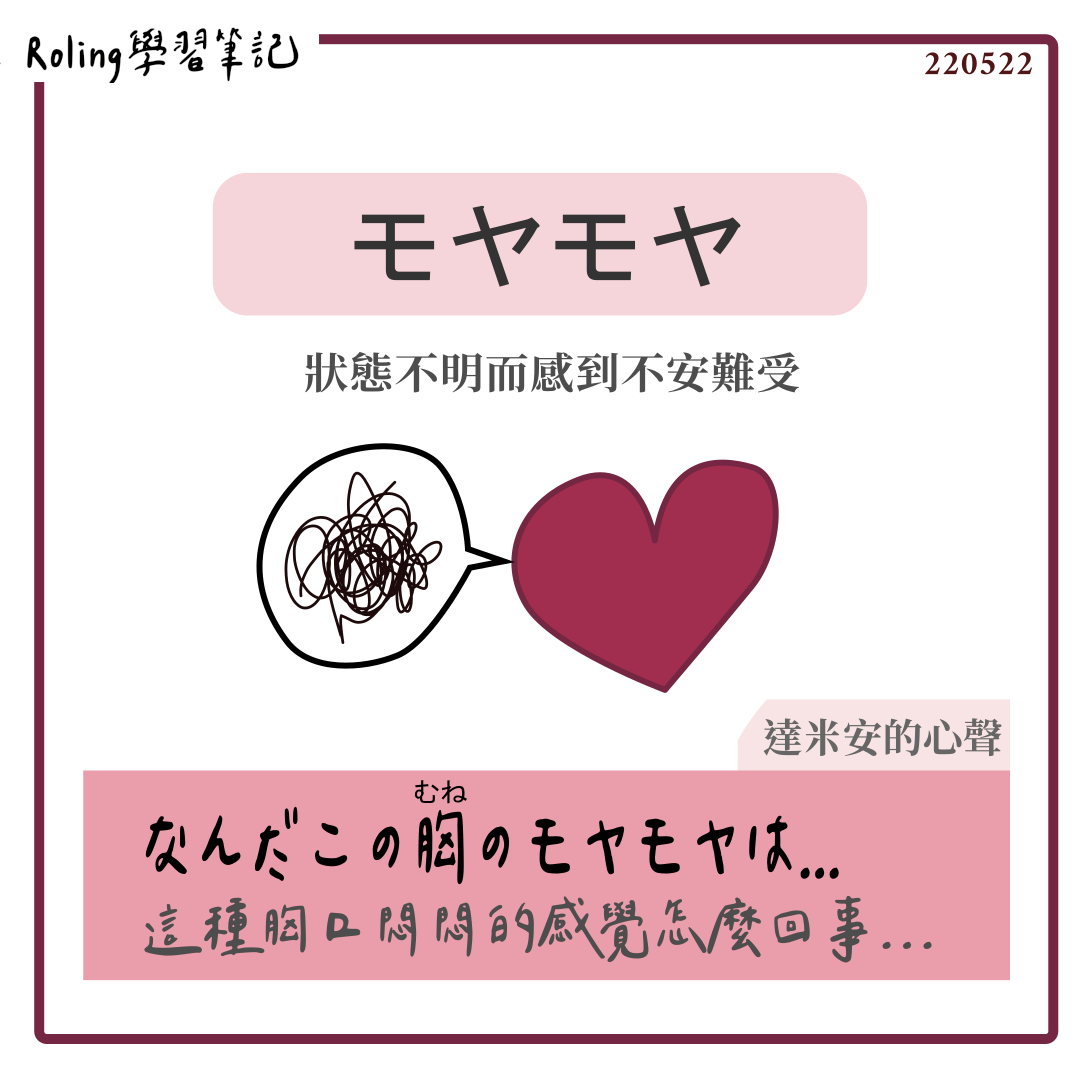 Roling學習筆記
220522
モヤモヤ
狀態不明而感到不安難受
達米安的心聲
むね
なんだこの胸のモヤモヤは...
這種胸口悶悶的感覺怎麼回事...